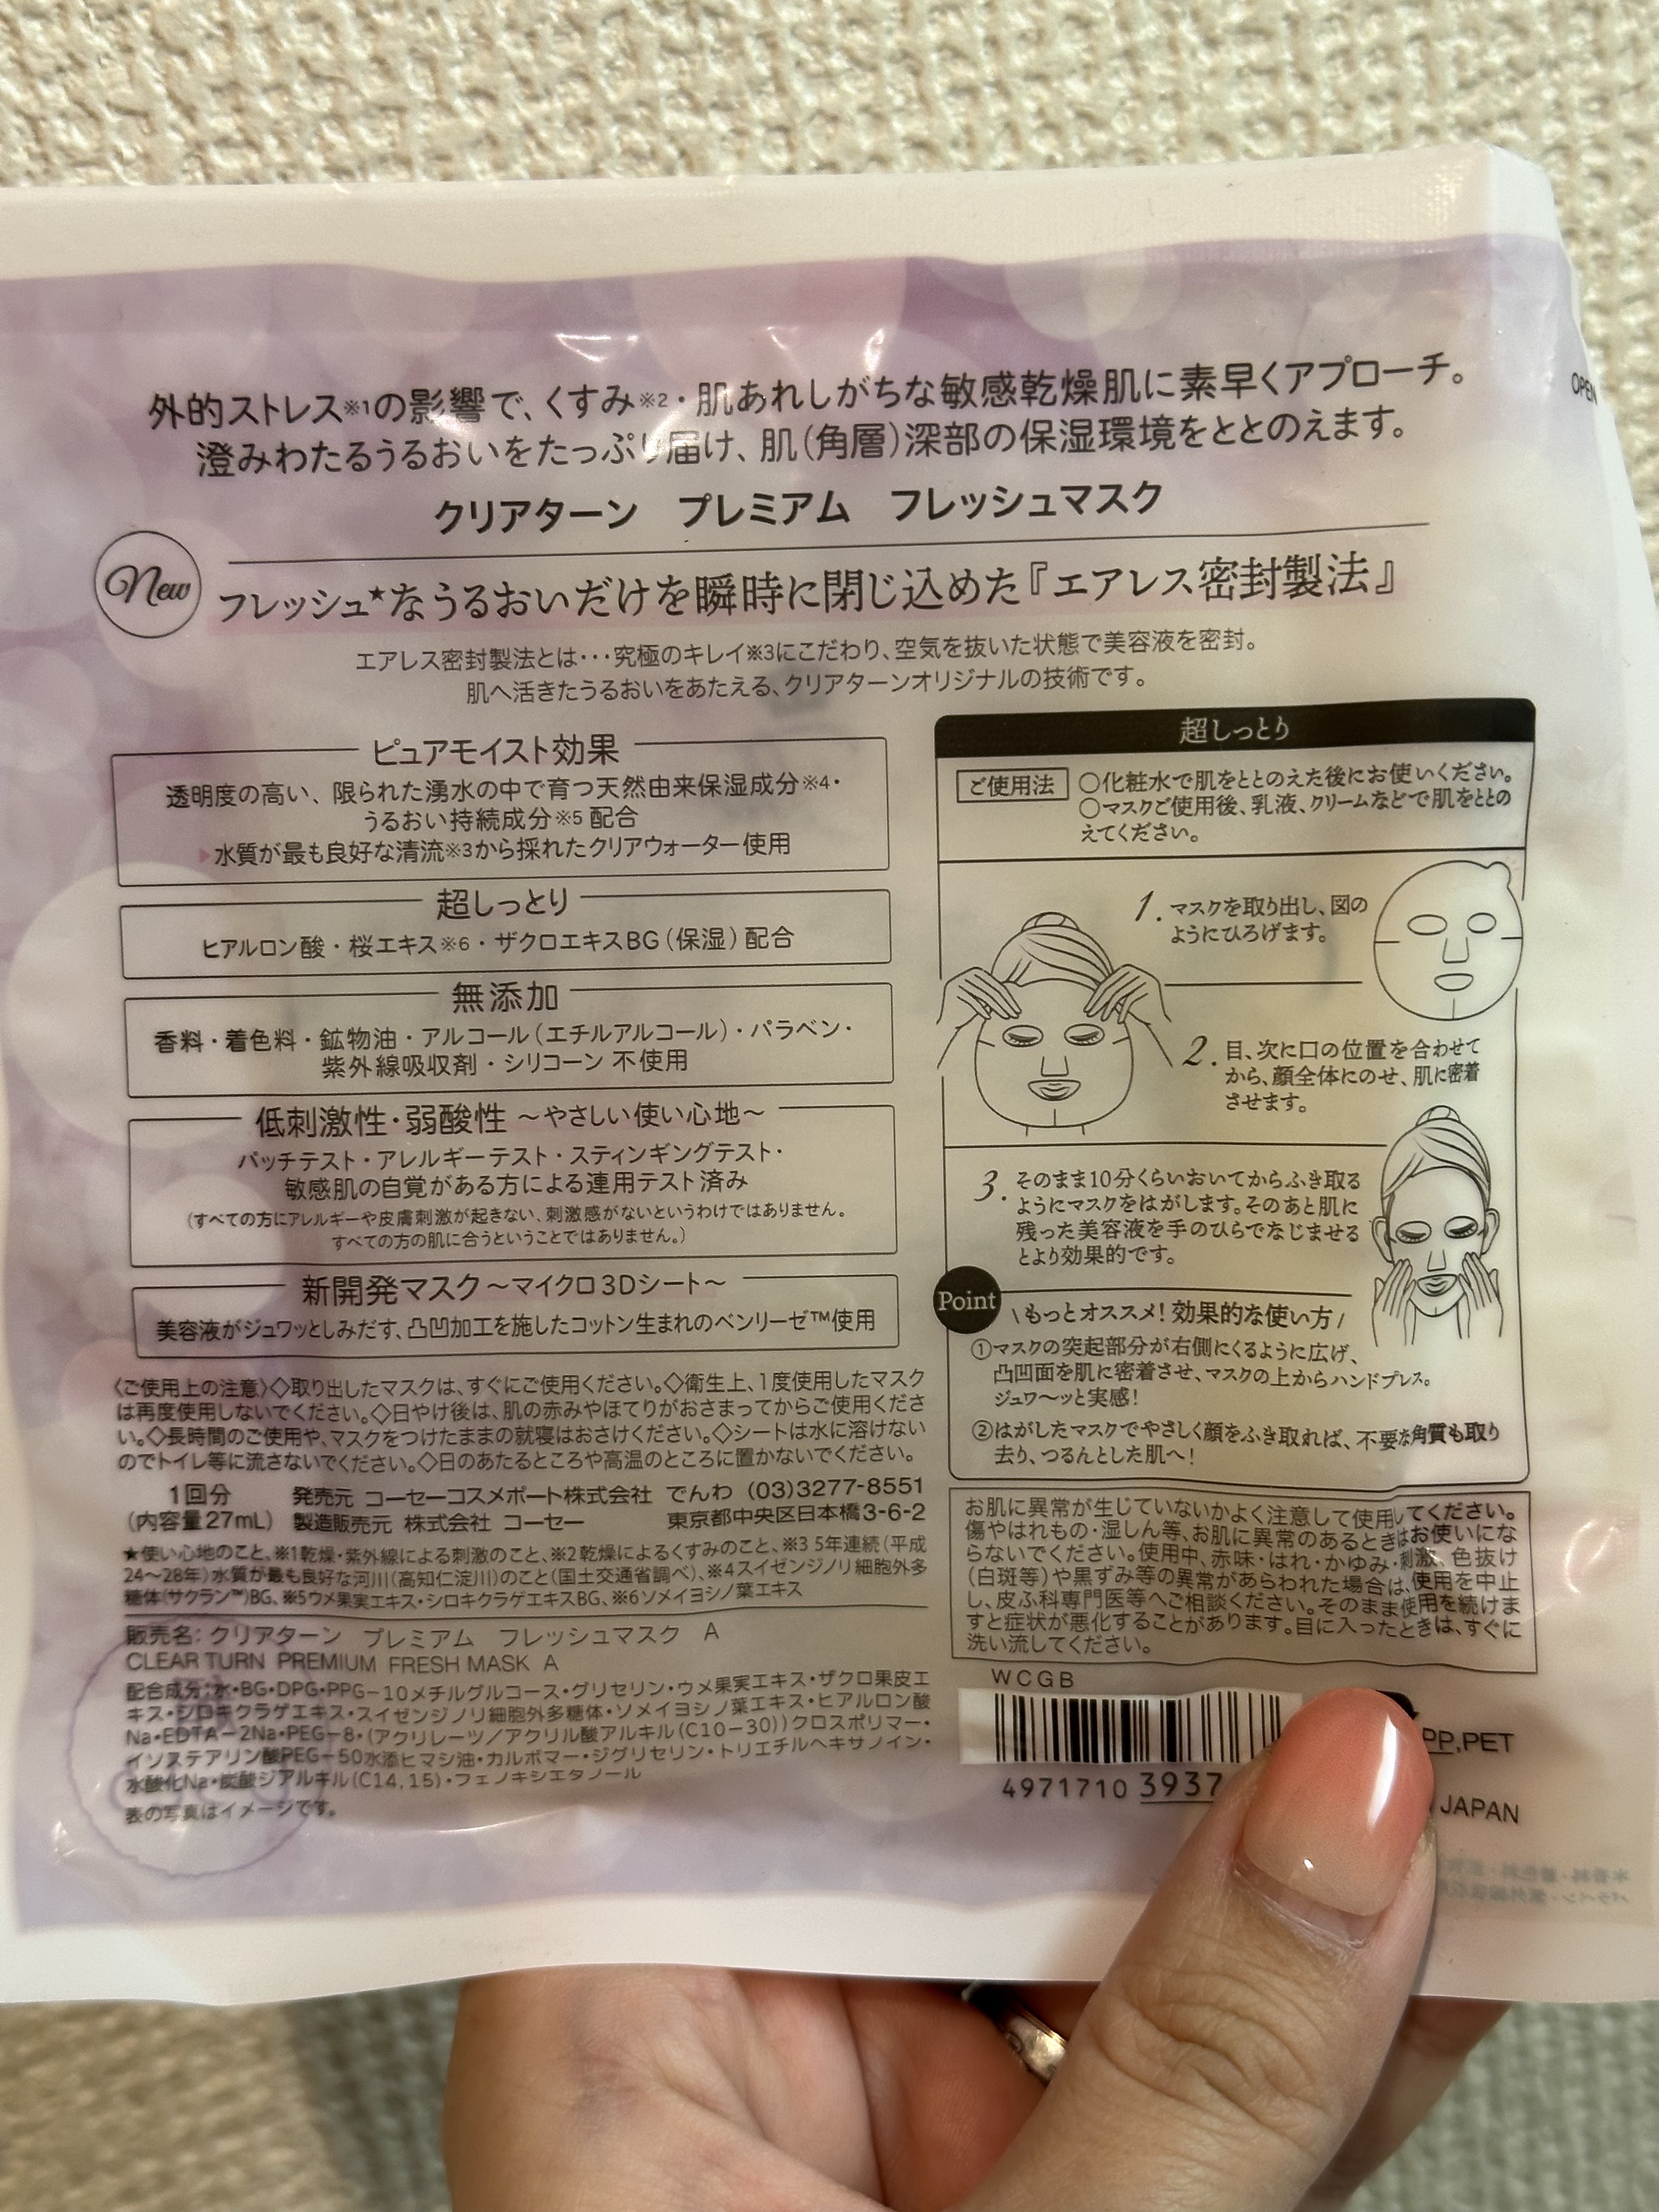 外的ストレス※1の影響で、くすみ※2・肌あれしがちな敏感乾燥肌に素早くアプローチ。
澄みわたるうるおいをたっぷり届け、肌(角層)深部の保湿環境をととのえます。
クリアターン プレミアム フレッシュマスク
New
フレッシュ★なうるおいだけを瞬時に閉じ込めた『エアレス密封製法』
エアレス密封製法とは・・・究極のキレイ※3にこだわり、空気を抜いた状態で美容液を密封。
肌へ活きたうるおいをあたえる、クリアターンオリジナルの技術です。
ピュアモイスト効果
透明度の高い、限られた湧水の中で育つ天然由来保湿成分※4・
うるおい持続成分※5 配合
▶水質が最も良好な清流※3から採れたクリアウォーター使用
超しっとり
ヒアルロン酸・桜エキス※6・ザクロエキスBG(保湿)配合
無添加
香料・着色料・鉱物油・アルコール(エチルアルコール)・パラベン・
紫外線吸収剤・シリコーン 不使用
低刺激性・弱酸性 ～やさしい使い心地～
パッチテスト・アレルギーテスト・スティンギングテスト・
敏感肌の自覚がある方による連用テスト済み
(すべての方にアレルギーや皮膚刺激が起きない、刺激感がないというわけではありません。
すべての方の肌に合うということではありません。)
新開発マスク～マイクロ3Dシート～
美容液がジュワッとしみだす、凸凹加工を施したコットン生まれのベンリーゼ™使用
〈ご使用上の注意〉◇取り出したマスクは、すぐにご使用ください。◇衛生上、1度使用したマスク
は再度使用しないでください。◇日やけ後は、肌の赤みやほてりがおさまってからご使用くださ
い。◇長時間のご使用や、マスクをつけたままの就寝はおさけください。◇シートは水に溶けない
のでトイレ等に流さないでください。◇日のあたるところや高温のところに置かないでください。
1回分
(内容量27mL)
発売元 コーセーコスメポート株式会社 でんわ (03)3277-8551
製造販売元 株式会社 コーセー 東京都中央区日本橋3-6-2
★使い心地のこと、※1乾燥・紫外線による刺激のこと、※2乾燥によるくすみのこと、※3 5年連続(平成
24～28年)水質が最も良好な河川(高知仁淀川)のこと(国土交通省調べ)、※4スイゼンジノリ細胞外多
糖体(サクラン™)BG、※5ウメ果実エキス・シロキクラゲエキスBG、※6ソメイヨシノ葉エキス
販売名: クリアターン プレミアム フレッシュマスク A
CLEAR TURN PREMIUM FRESH MASK A
配合成分:水・BG・DPG・PPG-10メチルグルコース・グリセリン・ウメ果実エキス・ザクロ果皮エ
キス・シロキクラゲエキス・スイゼンジノリ細胞外多糖体・ソメイヨシノ葉エキス・ヒアルロン酸
Na・EDTA-2Na・PEG-8・(アクリレーツ/アクリル酸アルキル(C10-30))クロスポリマー・
イソステアリン酸PEG-50水添ヒマシ油・カルボマー・ジグリセリン・トリエチルヘキサノイン・
水酸化Na・炭酸ジアルキル(C14,15)・フェノキシエタノール
表の写真はイメージです。
OPEN
超しっとり
ご使用法
○化粧水で肌をととのえた後にお使いください。
○マスクご使用後、乳液、クリームなどで肌をととの
えてください。
1. マスクを取り出し、図の
ようにひろげます。
2. 目、次に口の位置を合わせて
から、顔全体にのせ、肌に密着
させます。
3. そのまま10分くらいおいてからふき取る
ようにマスクをはがします。そのあと肌に
残った美容液を手のひらでなじませる
とより効果的です。
Point
\もっとオススメ! 効果的な使い方/
①マスクの突起部分が右側にくるように広げ、
凸凹面を肌に密着させ、マスクの上からハンドプレス。
ジュワ〜ッと実感!
②はがしたマスクでやさしく顔をふき取れば、不要な角質も取り
去り、つるんとした肌へ!
お肌に異常が生じていないかよく注意して使用してください。
傷やはれもの・湿しん等、お肌に異常のあるときはお使いにな
らないでください。使用中、赤味・はれ・かゆみ・刺激、色抜け
(白斑等)や黒ずみ等の異常があらわれた場合は、使用を中止
し、皮ふ科専門医等へご相談ください。そのまま使用を続けま
すと症状が悪化することがあります。目に入ったときは、すぐに
洗い流してください。
WCGB
4971710 3937
PP,PET
JAPAN